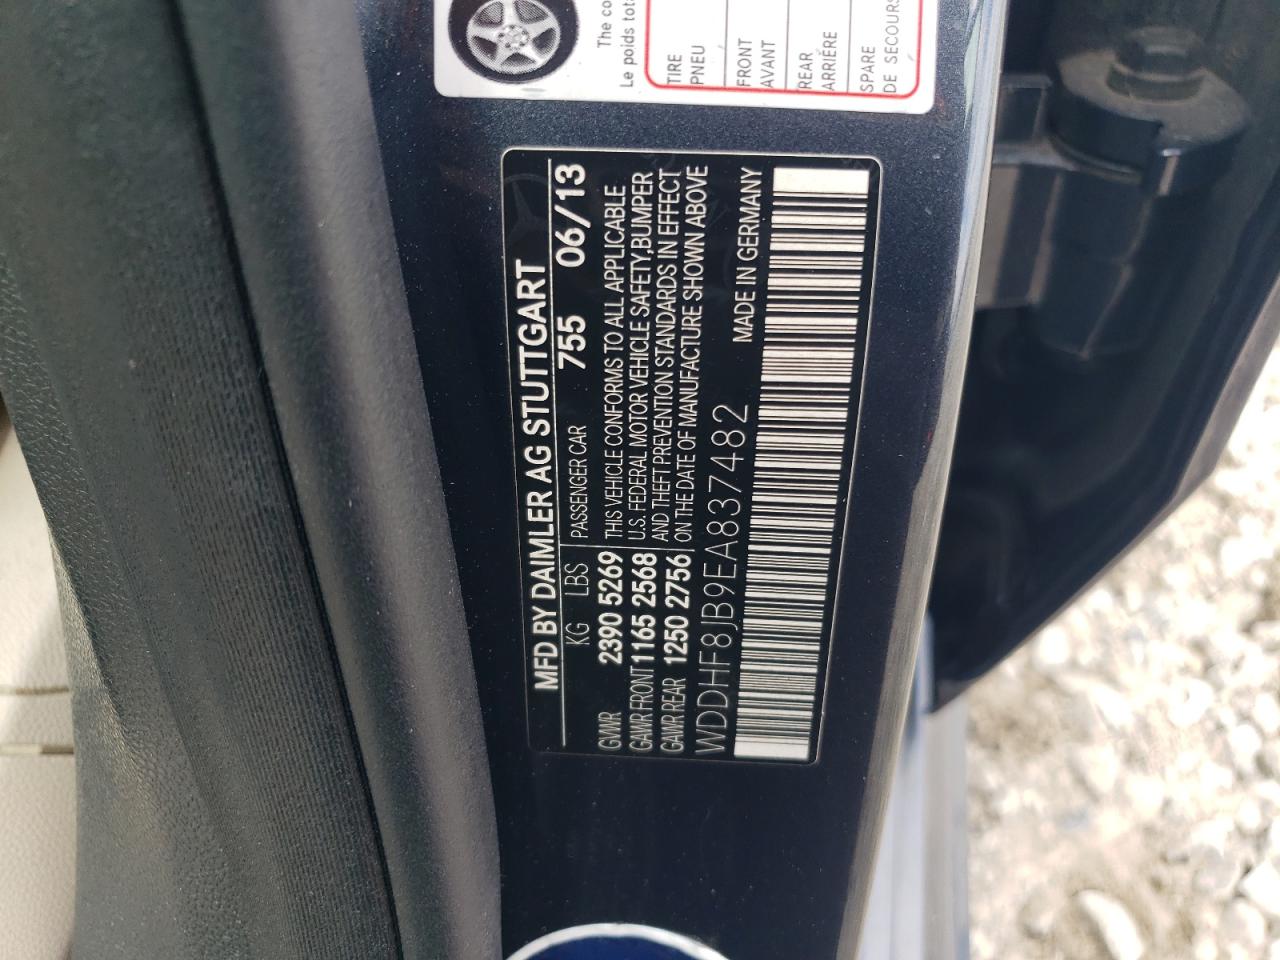 The co
Le poids tot
TIRE
PNEU
FRONT
AVANT
REAR
ARRIÈRE
SPARE
DE SECOURS
MFD BY DAIMLER AG STUTTGART
KG LBS PASSENGER CAR 755 06/13
GVWR 2390 5269 THIS VEHICLE CONFORMS TO ALL APPLICABLE
GAWR FRONT 1165 2568 U.S. FEDERAL MOTOR VEHICLE SAFETY,BUMPER
GAWR REAR 1250 2756 AND THEFT PREVENTION STANDARDS IN EFFECT
ON THE DATE OF MANUFACTURE SHOWN ABOVE
WDDHF8JB9EA837482 MADE IN GERMANY